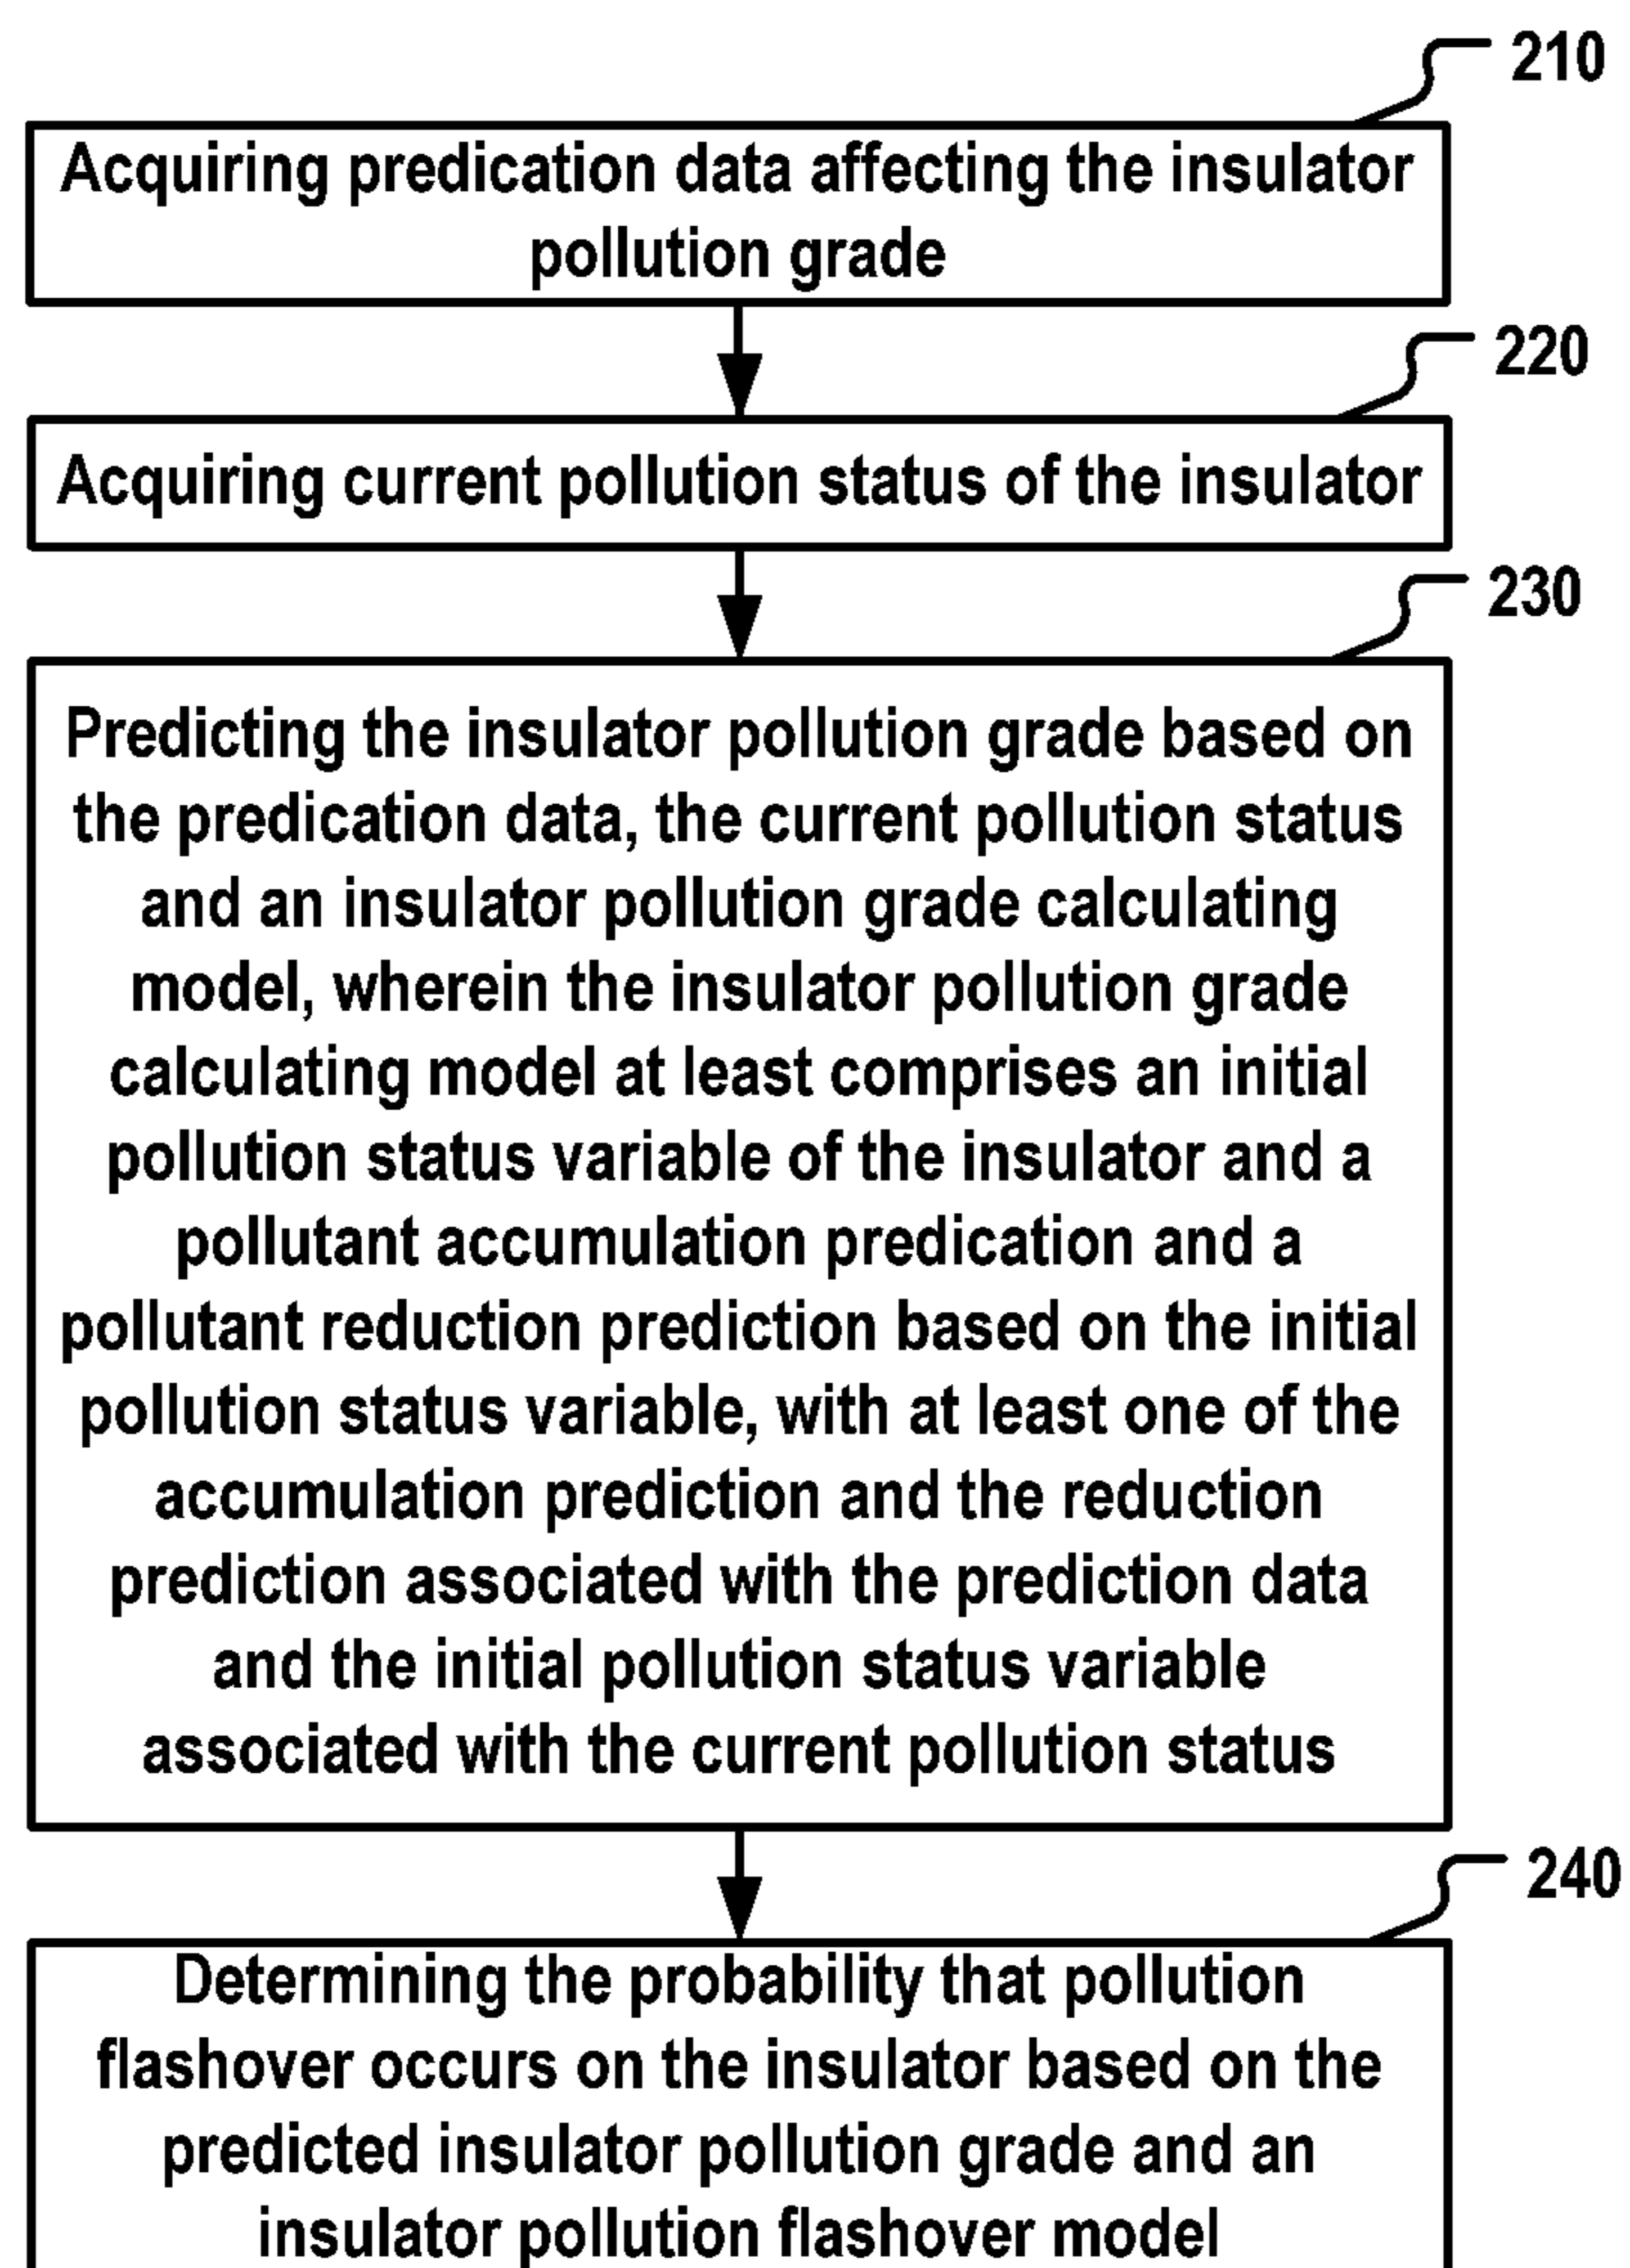 210
Acquiring predication data affecting the insulator
pollution grade
220
Acquiring current pollution status of the insulator
230
Predicting the insulator pollution grade based on
the predication data, the current pollution status
and an insulator pollution grade calculating
model, wherein the insulator pollution grade
calculating model at least comprises an initial
pollution status variable of the insulator and a
pollutant accumulation predication and a
pollutant reduction prediction based on the initial
pollution status variable, with at least one of the
accumulation prediction and the reduction
prediction associated with the prediction data
and the initial pollution status variable
associated with the current pollution status
240
Determining the probability that pollution
flashover occurs on the insulator based on the
predicted insulator pollution grade and an
insulator pollution flashover model